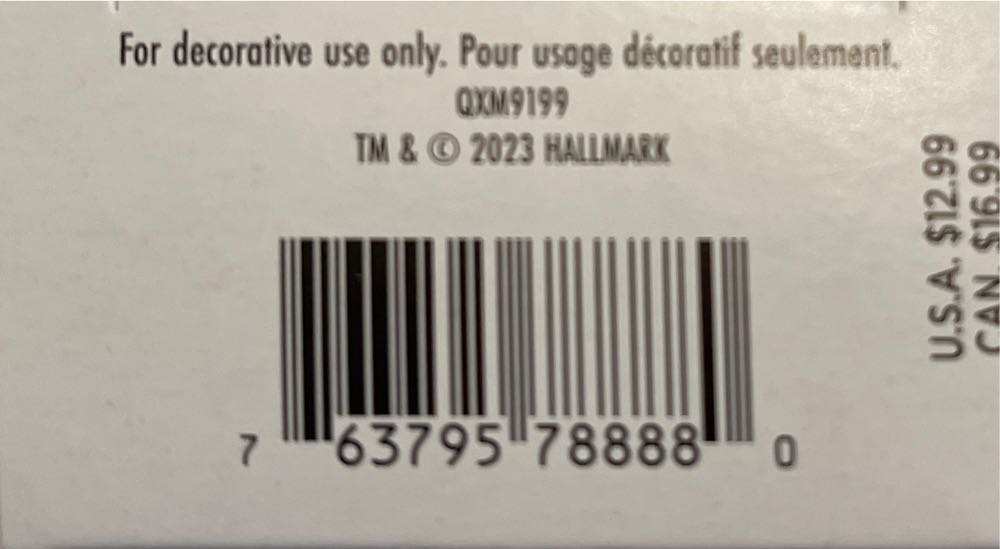 For decorative use only. Pour usage décoratif seulement.
QXM9199
TM & © 2023 HALLMARK
7 63795 78888 0
U.S.A. $12.99
CAN. $16.99